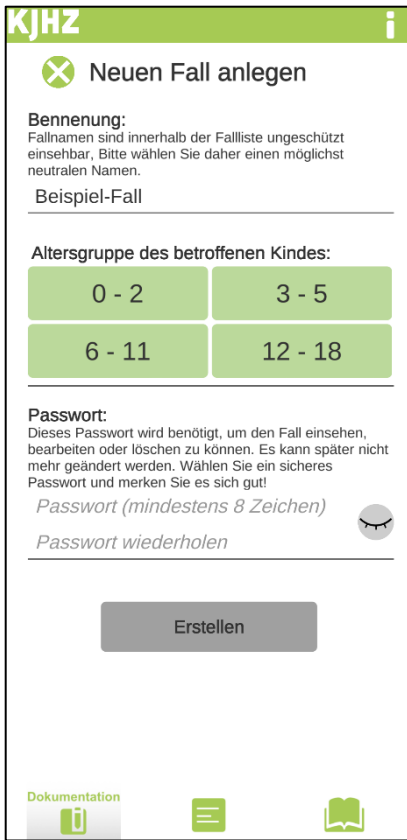 KJHZ
i
Neuen Fall anlegen
Bennenung:
Fallnamen sind innerhalb der Fallliste ungeschützt
einsehbar, Bitte wählen Sie daher einen möglichst
neutralen Namen.
Beispiel-Fall
Altersgruppe des betroffenen Kindes:
0 - 2
3 - 5
6 - 11
12 - 18
Passwort:
Dieses Passwort wird benötigt, um den Fall einsehen,
bearbeiten oder löschen zu können. Es kann später nicht
mehr geändert werden. Wählen Sie ein sicheres
Passwort und merken Sie es sich gut!
Passwort (mindestens 8 Zeichen)
Passwort wiederholen
Erstellen
Dokumentation